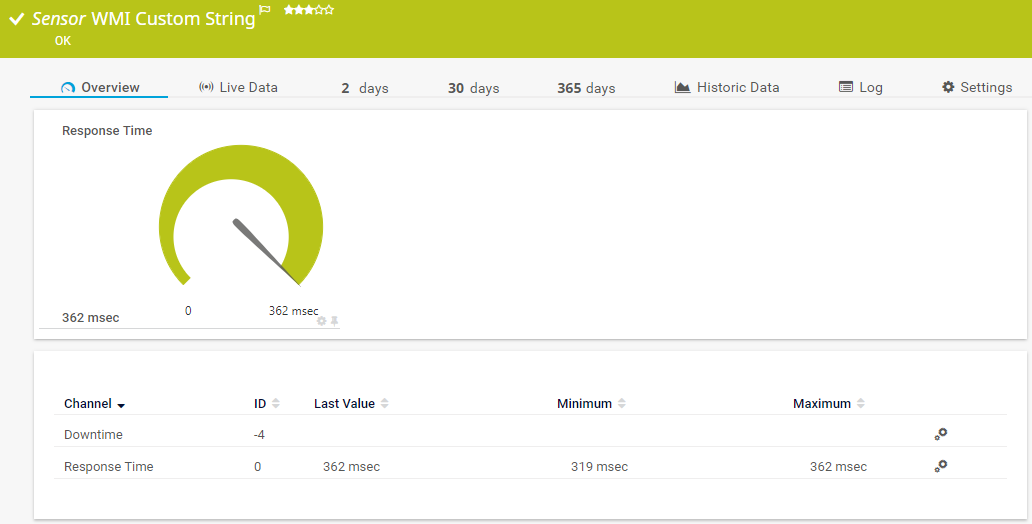 Sensor WMI Custom String
OK
Overview Live Data 2 days 30 days 365 days Historic Data Log Settings
Response Time
0 362 msec
362 msec
Channel ID Last Value Minimum Maximum
Downtime -4
Response Time 0 362 msec 319 msec 362 msec